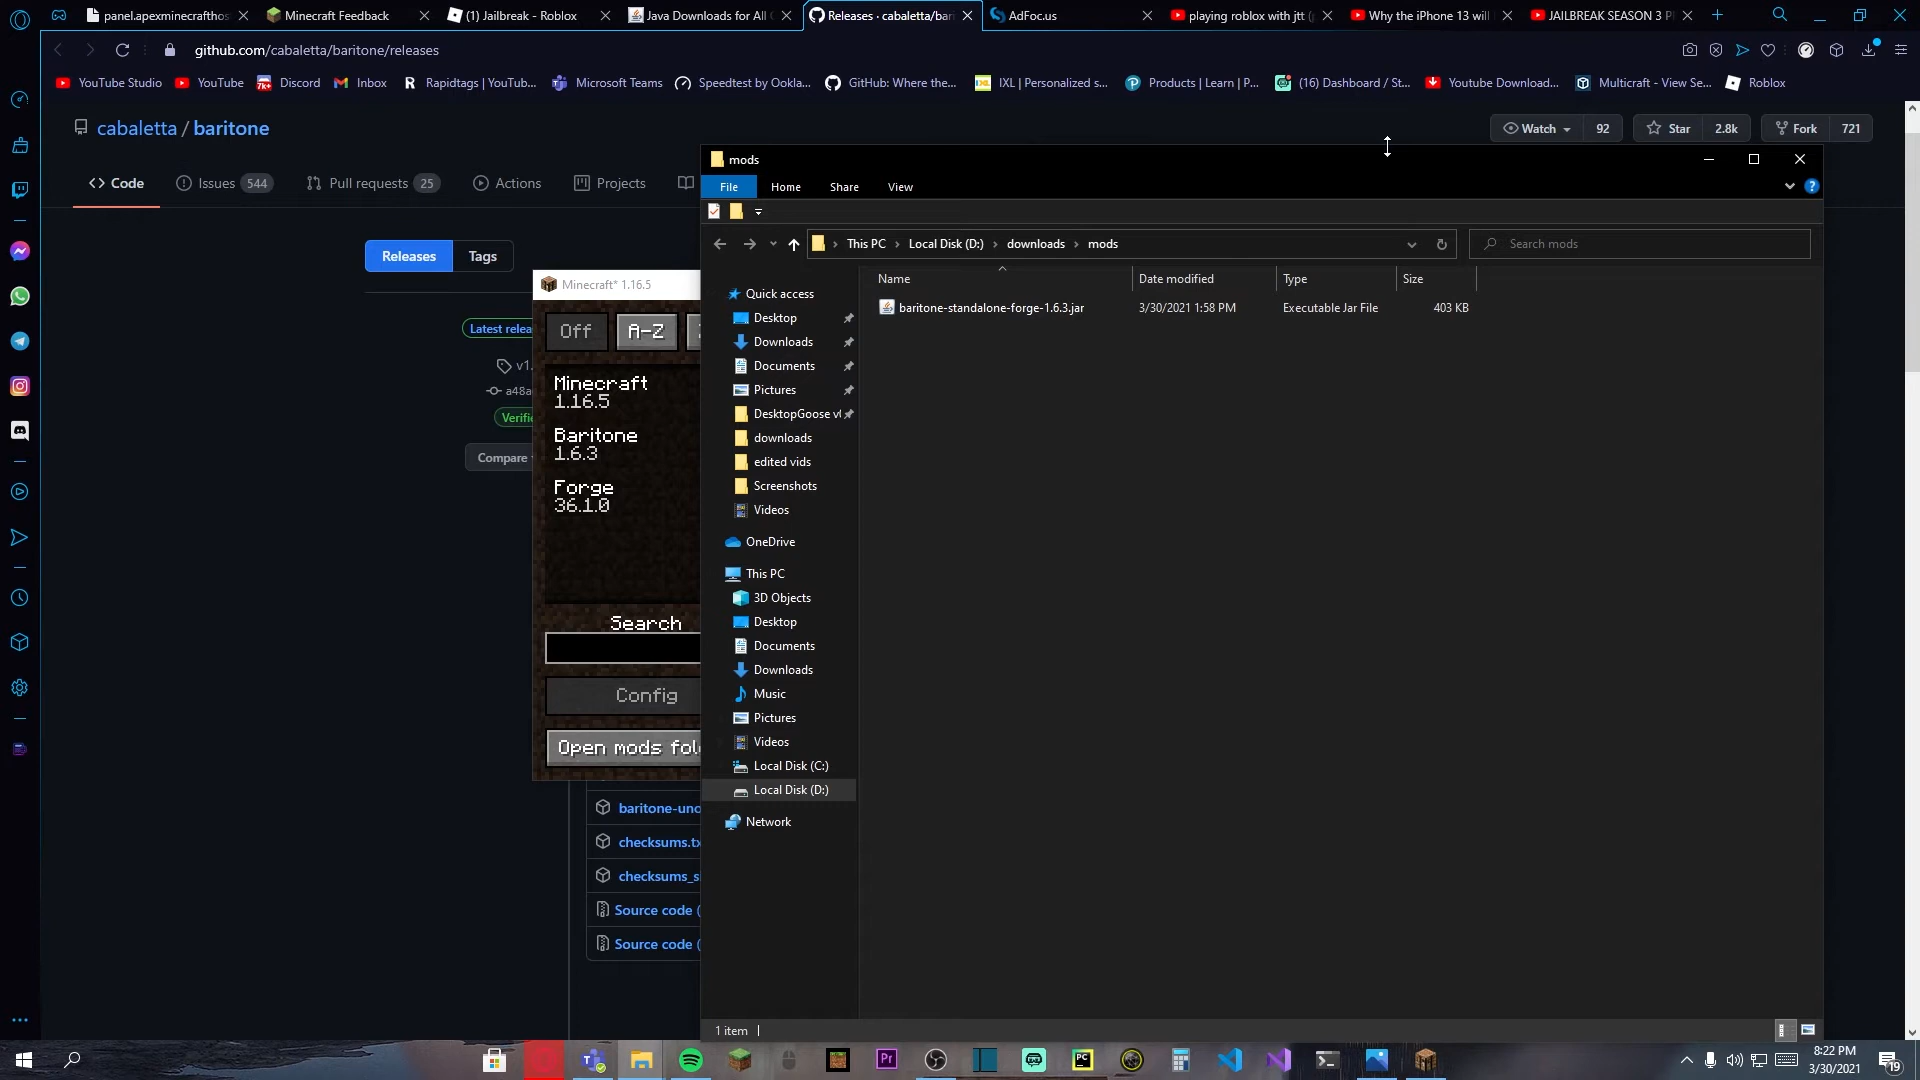 panel.apexminecrafthos
Minecraft Feedback
(1) Jailbreak - Roblox
Java Downloads for All
Releases · cabaletta/bari
AdFoc.us
playing roblox with jtt (
Why the iPhone 13 will
JAILBREAK SEASON 3 P
github.com/cabaletta/baritone/releases
YouTube Studio
YouTube
Discord
Inbox
Rapidtags | YouTub...
Microsoft Teams
Speedtest by Ookla...
GitHub: Where the...
IXL | Personalized s...
Products | Learn | P...
(16) Dashboard / St...
Youtube Download...
Multicraft - View Se...
Roblox
cabaletta / baritone
Watch 92
Star 2.8k
Fork 721
Code
Issues 544
Pull requests 25
Actions
Projects
Releases
Tags
Latest relea
v1.
a48a
Verifie
Compare
Minecraft* 1.16.5
Off
A-Z
Minecraft
1.16.5
Baritone
1.6.3
Forge
36.1.0
Search
Config
Open mods fol
baritone-uno
checksums.tx
checksums_s
Source code (
Source code (
mods
File
Home
Share
View
This PC
Local Disk (D:)
downloads
mods
Search mods
Name
Date modified
Type
Size
baritone-standalone-forge-1.6.3.jar
3/30/2021 1:58 PM
Executable Jar File
403 KB
Quick access
Desktop
Downloads
Documents
Pictures
DesktopGoose v
downloads
edited vids
Screenshots
Videos
OneDrive
This PC
3D Objects
Desktop
Documents
Downloads
Music
Pictures
Videos
Local Disk (C:)
Local Disk (D:)
Network
1 item
Pr
PC
8:22 PM
3/30/2021
19